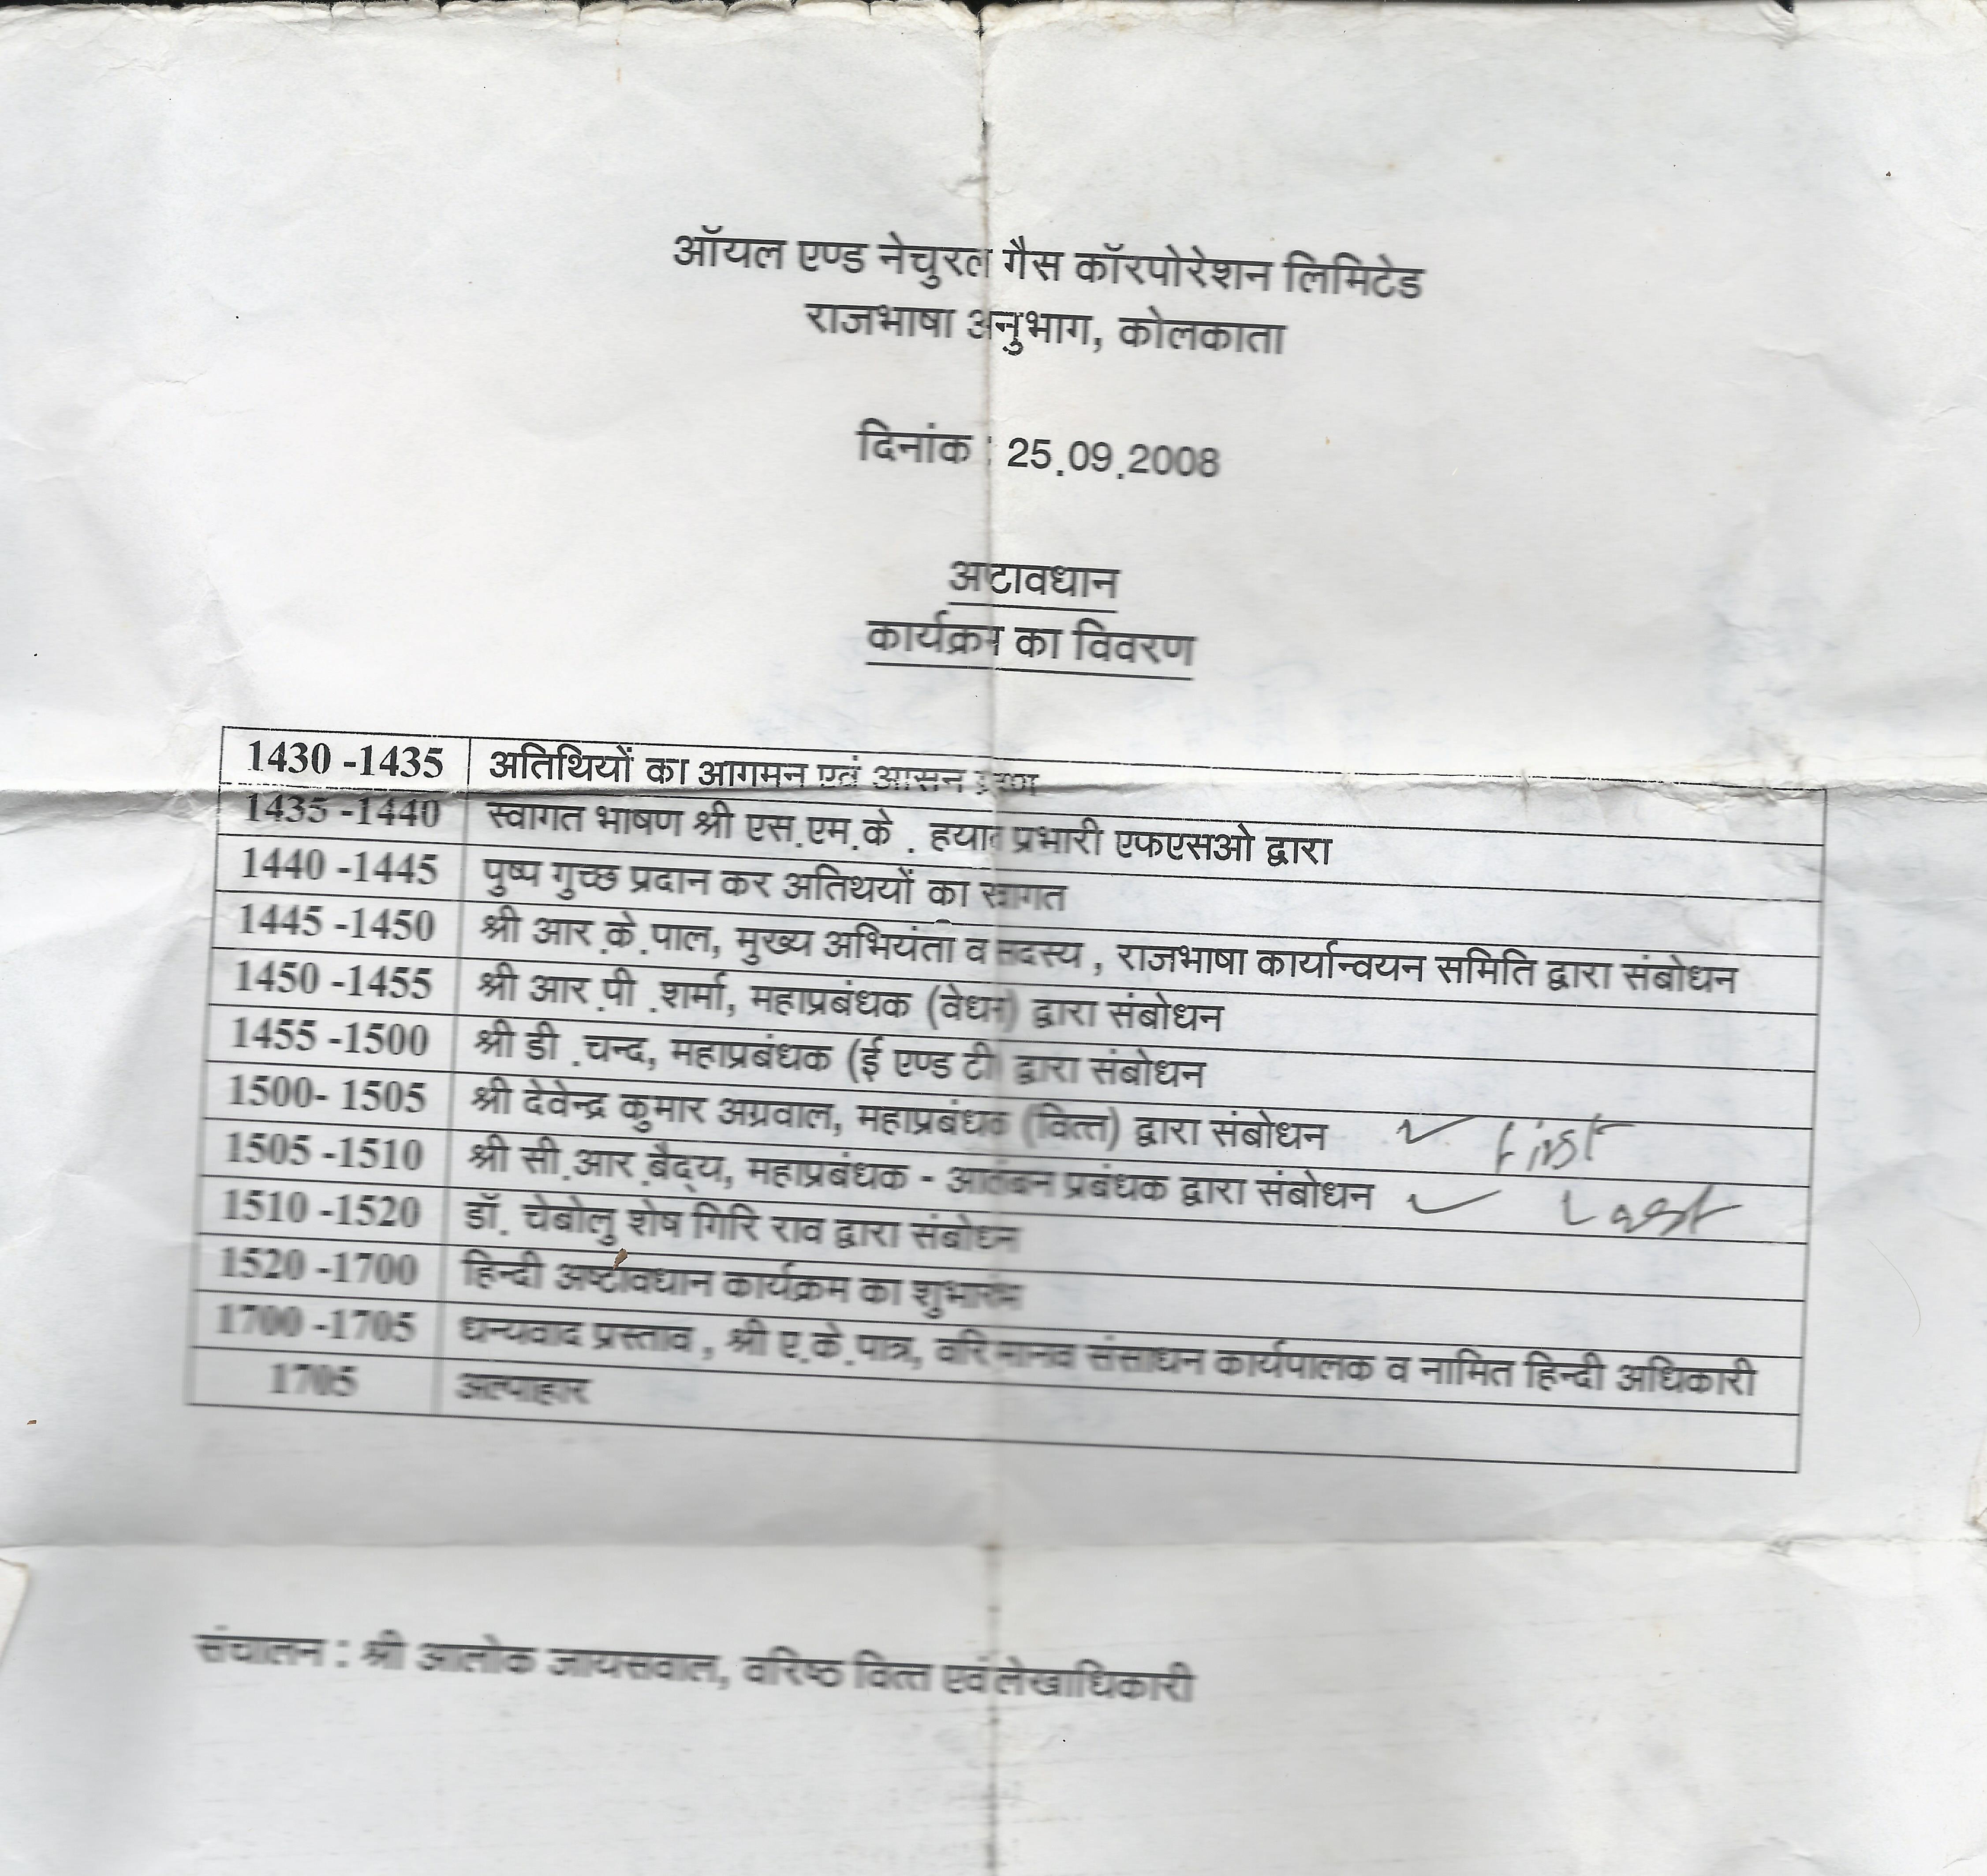 ऑयल एण्ड नेचुरल गैस कॉरपोरेशन लिमिटेड
राजभाषा अनुभाग, कोलकाता
दिनांक : 25.09.2008
अष्टावधान
कार्यक्रम का विवरण
1430 -1435 अतिथियों का आगमन एवं आसन ग्रहण
1435 -1440 स्वागत भाषण श्री एस.एम.के . हयात प्रभारी एफएसओ द्वारा
1440 -1445 पुष्प गुच्छ प्रदान कर अतिथयों का स्वागत
1445 -1450 श्री आर.के.पाल, मुख्य अभियंता व सदस्य , राजभाषा कार्यान्वयन समिति द्वारा संबोधन
1450 -1455 श्री आर.पी .शर्मा, महाप्रबंधक (वेधन) द्वारा संबोधन
1455 -1500 श्री डी .चन्द, महाप्रबंधक (ई एण्ड टी) द्वारा संबोधन
1500- 1505 श्री देवेन्द्र कुमार अग्रवाल, महाप्रबंधक (वित्त) द्वारा संबोधन ✓ First
1505 -1510 श्री सी.आर.बैद्य, महाप्रबंधक - आलंबन प्रबंधक द्वारा संबोधन ✓ Last
1510 -1520 डॉ. चेबोलु शेष गिरि राव द्वारा संबोधन
1520 -1700 हिन्दी अष्टावधान कार्यक्रम का शुभारंभ
1700 -1705 धन्यवाद प्रस्ताव , श्री ए.के.पात्र, वरि मानव संसाधन कार्यपालक व नामित हिन्दी अधिकारी
1705 अल्पाहार
संचालन : श्री आलोक जायसवाल, वरिष्ठ वित्त एवं लेखाधिकारी